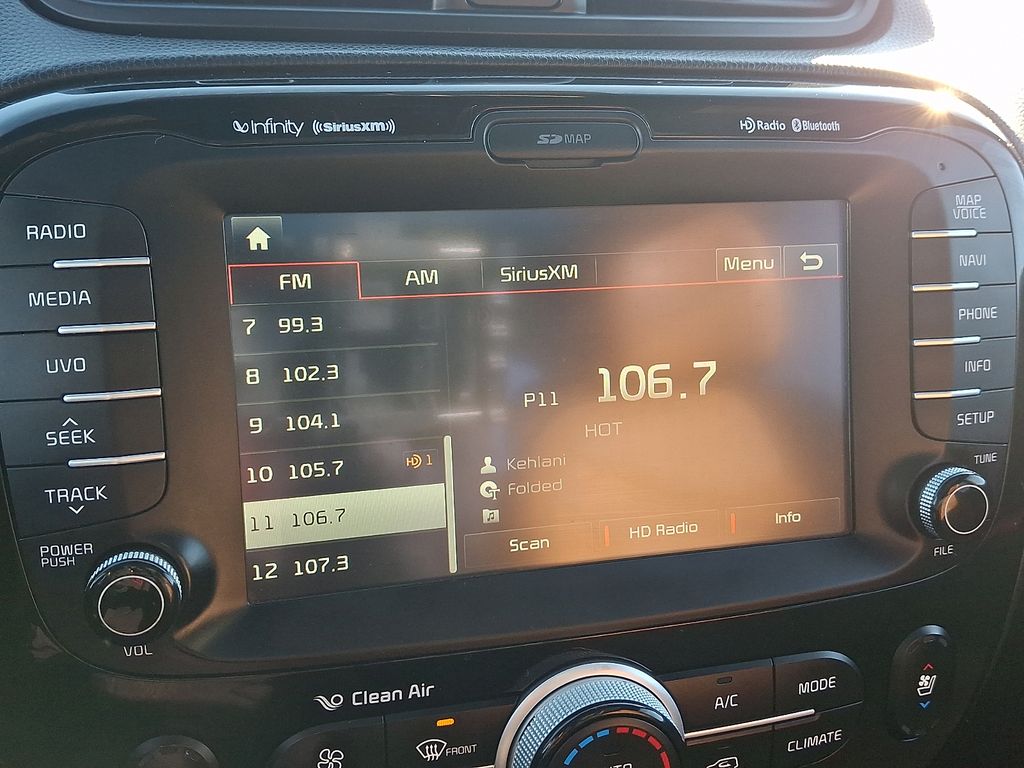 Infinity SiriusXM
SD MAP
HD Radio Bluetooth
RADIO
MEDIA
UVO
SEEK
TRACK
POWER
PUSH
VOL
FM AM SiriusXM Menu
7 99.3
8 102.3
9 104.1
10 105.7 HD 1
11 106.7
12 107.3
P11 106.7
HOT
Kehlani
Folded
Scan HD Radio Info
MAP
VOICE
NAVI
PHONE
INFO
SETUP
TUNE
FILE
Clean Air
FRONT
A/C
MODE
CLIMATE